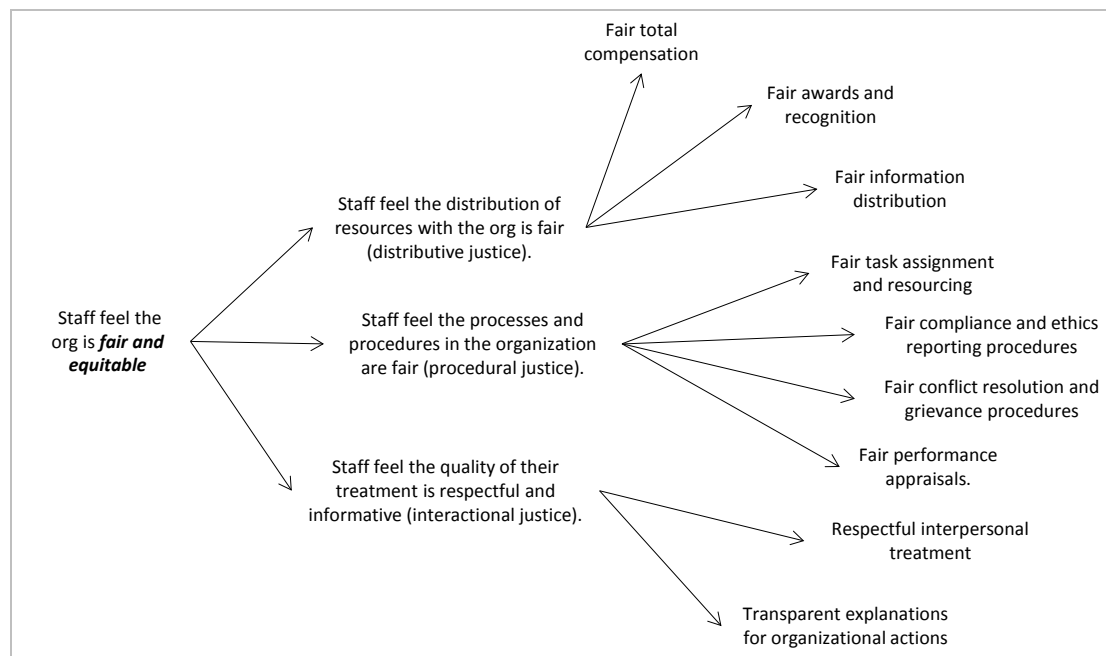 Fair total
compensation
Fair awards and
recognition
Fair information
distribution
Staff feel the distribution of
resources with the org is fair
(distributive justice).
Fair task assignment
and resourcing
Staff feel the
org is fair and
equitable
Staff feel the processes and
procedures in the organization
are fair (procedural justice).
Fair compliance and ethics
reporting procedures
Fair conflict resolution and
grievance procedures
Fair performance
appraisals.
Staff feel the quality of their
treatment is respectful and
informative (interactional justice).
Respectful interpersonal
treatment
Transparent explanations
for organizational actions